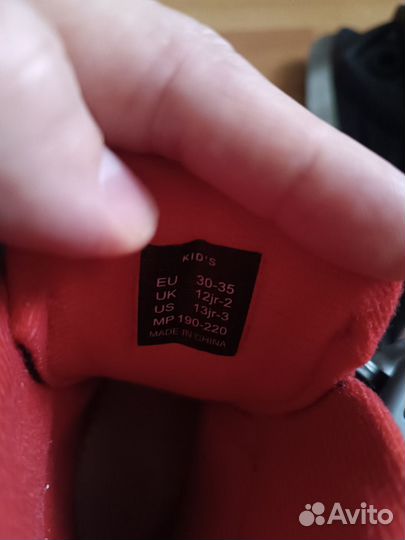 KID'S
EU 30-35
UK 12jr-2
US 13jr-3
MP 190-220
MADE IN CHINA
Avito